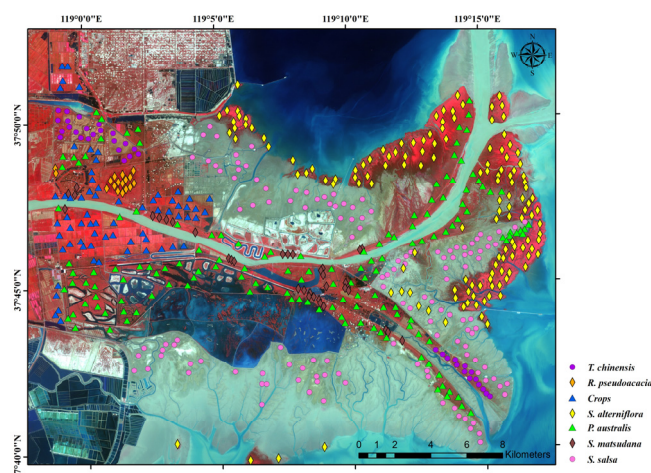 119°0'0"E 119°5'0"E 119°10'0"E 119°15'0"E
N
W E
S
37°50'0"N
37°45'0"N
37°40'0"N
T. chinensis
R. pseudoacacia
Crops
S. alterniflora
P. australis
S. matsudana
S. salsa
0 1 2 4 6 8
Kilometers